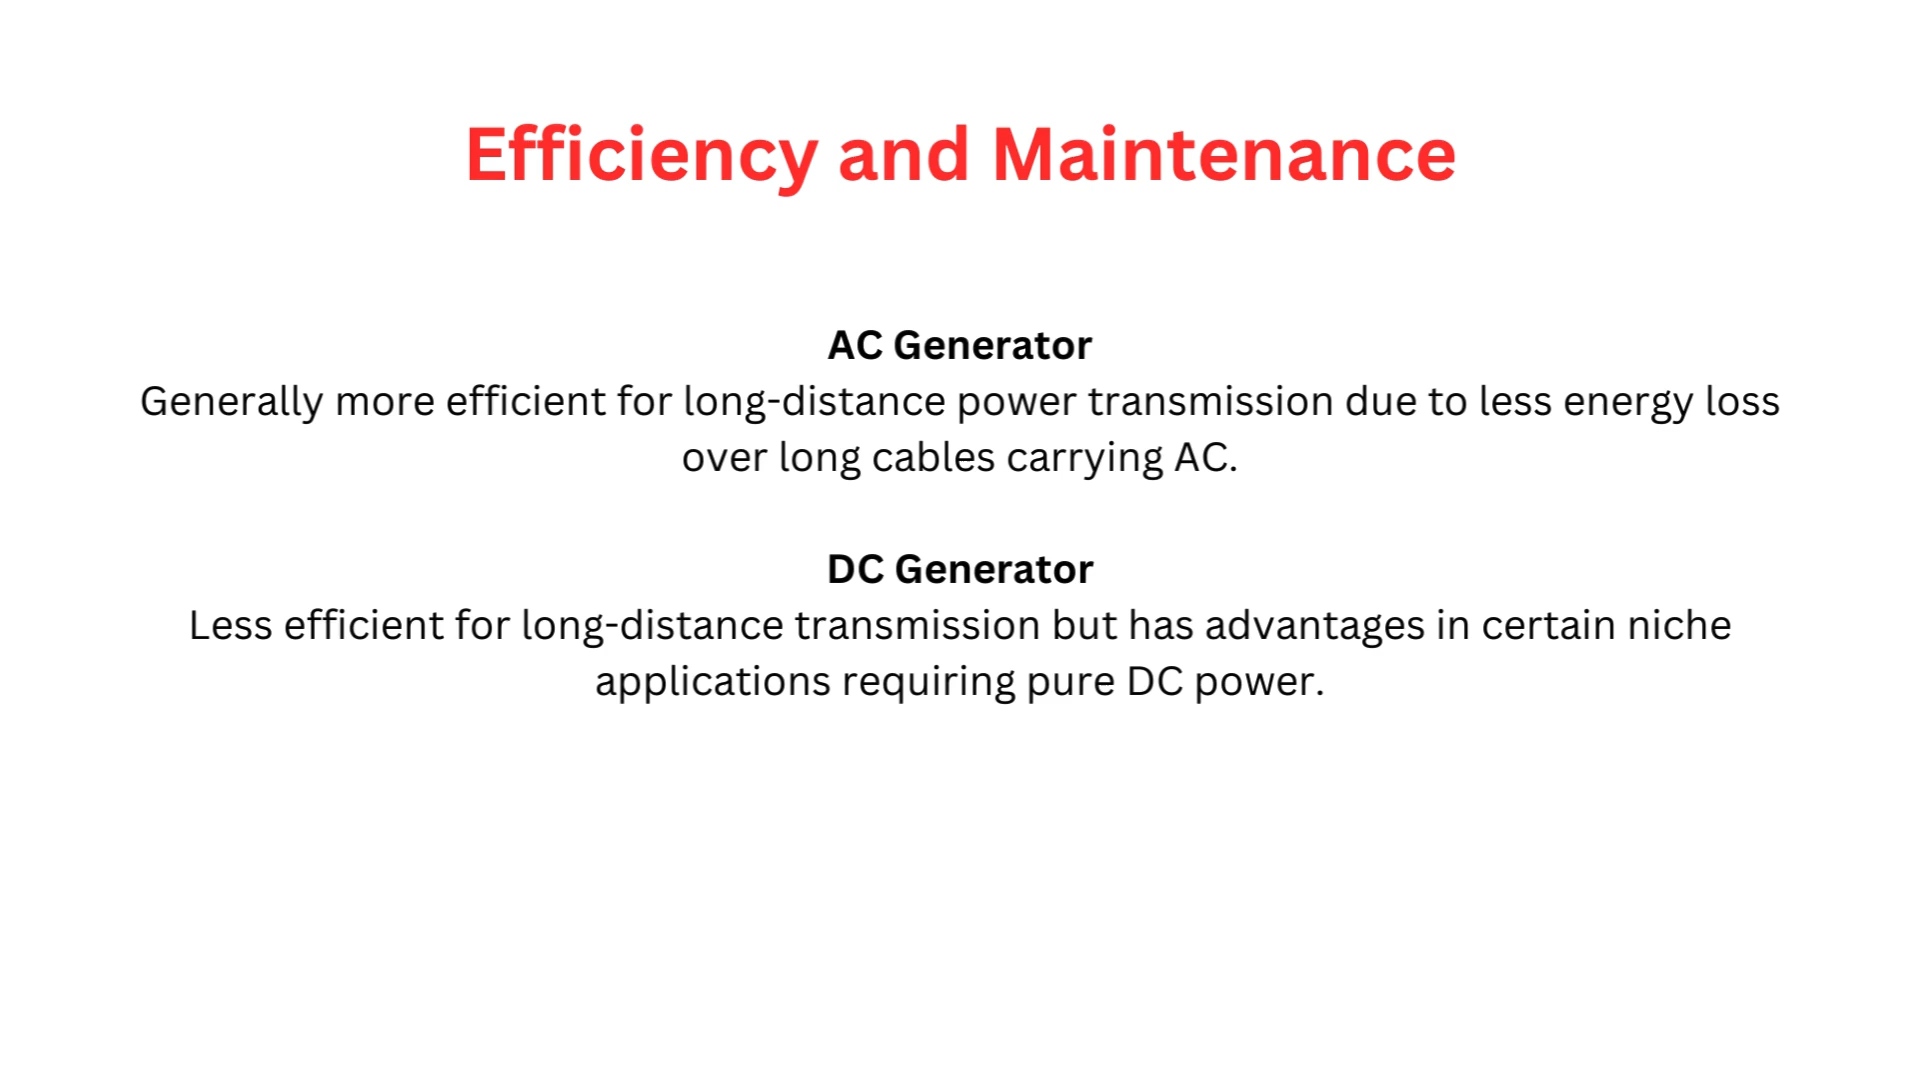 Efficiency and Maintenance
AC Generator
Generally more efficient for long-distance power transmission due to less energy loss
over long cables carrying AC.
DC Generator
Less efficient for long-distance transmission but has advantages in certain niche
applications requiring pure DC power.